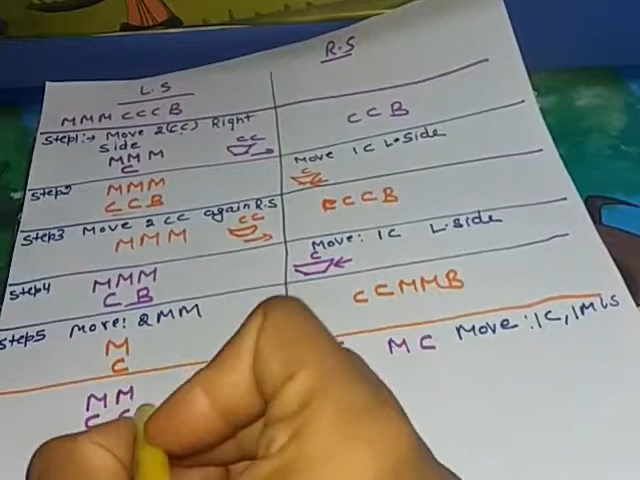 L.S
R.S
MMM CCC B
Step1:→ Move 2(CC) Right Side
CC
CCB
MMM
C
Move 1C L-Side
C
Step2
MMM
CCB
CCCB
Step3 Move 2 CC again R.S
CC
MMM
Move: 1C L.side
C
Step4
MMM
C B
CCMMB
Step5 Move: 2MM
M
C
MC Move: 1C, 1M LS
MM
C C